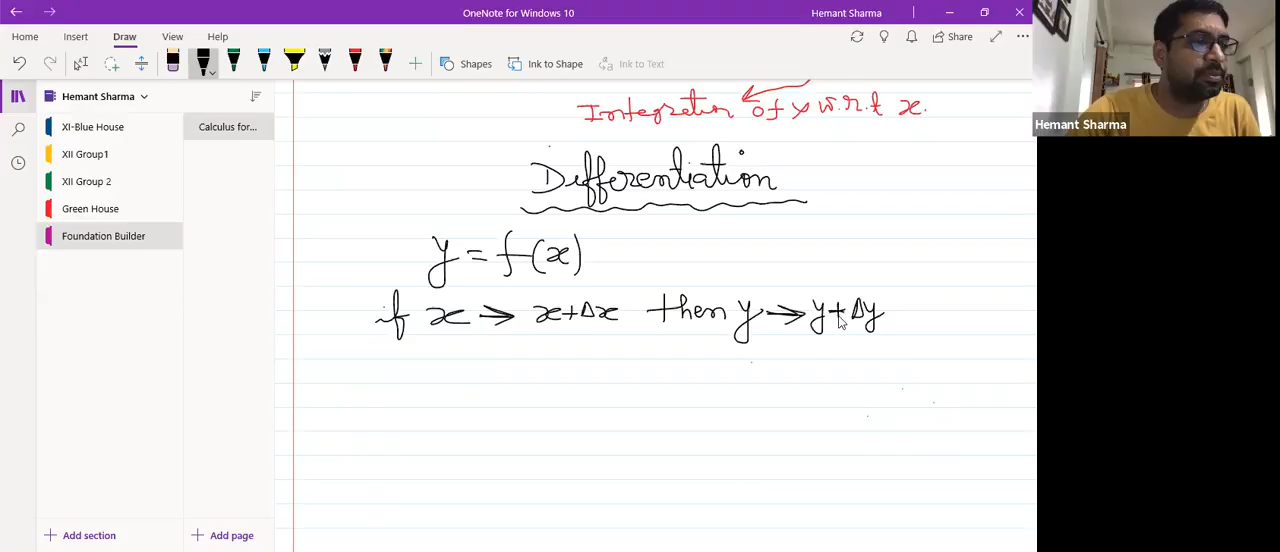 OneNote for Windows 10
Hemant Sharma
Home Insert Draw View Help
Share
Shapes Ink to Shape Ink to Text
Hemant Sharma
XI-Blue House
XII Group1
XII Group 2
Green House
Foundation Builder
Calculus for...
Add section
Add page
Integration of y w.r.t x.
Differentiation
y = f(x)
if x → x+Δx then y → y+Δy
Hemant Sharma